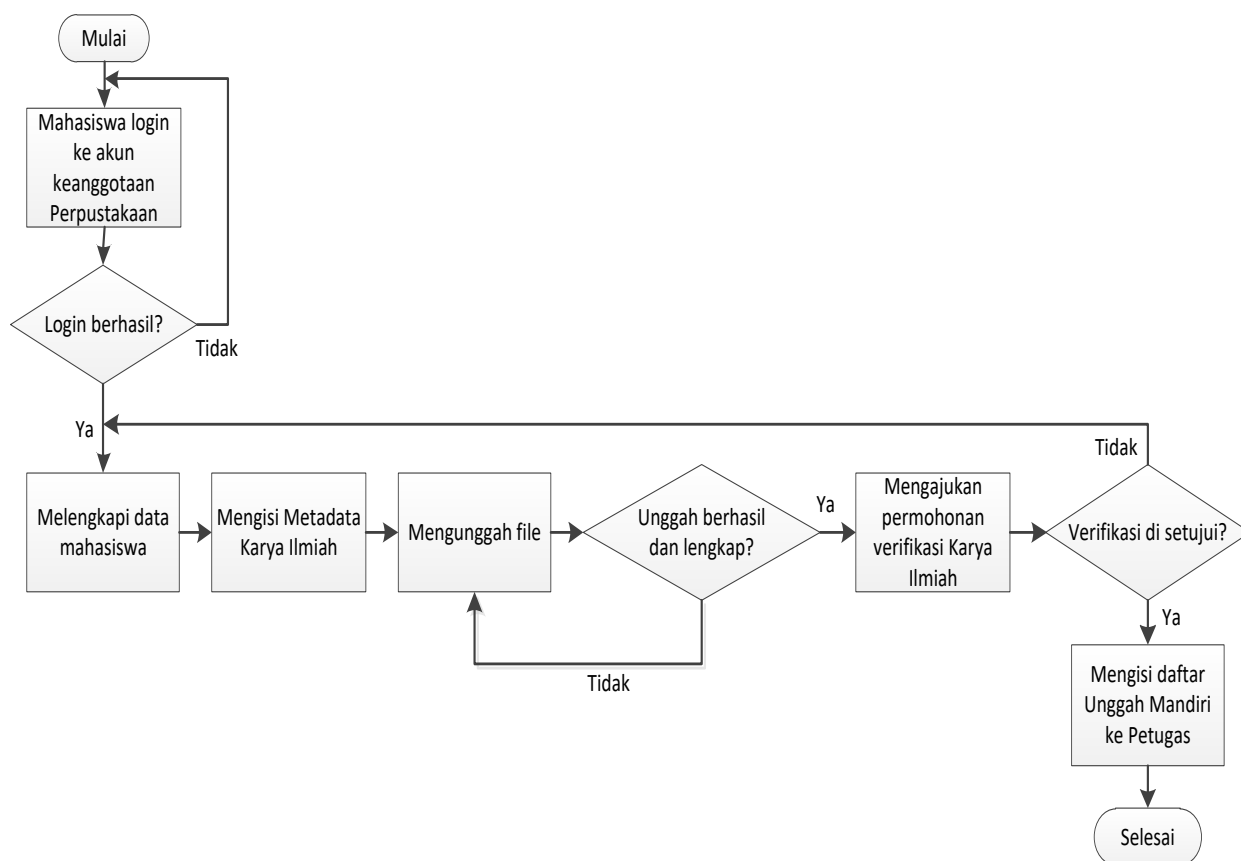 Mulai
Mahasiswa login
ke akun
keanggotaan
Perpustakaan
Login berhasil?
Tidak
Ya
Melengkapi data
mahasiswa
Mengisi Metadata
Karya Ilmiah
Mengunggah file
Unggah berhasil
dan lengkap?
Tidak
Ya
Mengajukan
permohonan
verifikasi Karya
Ilmiah
Verifikasi di setujui?
Tidak
Ya
Mengisi daftar
Unggah Mandiri
ke Petugas
Selesai